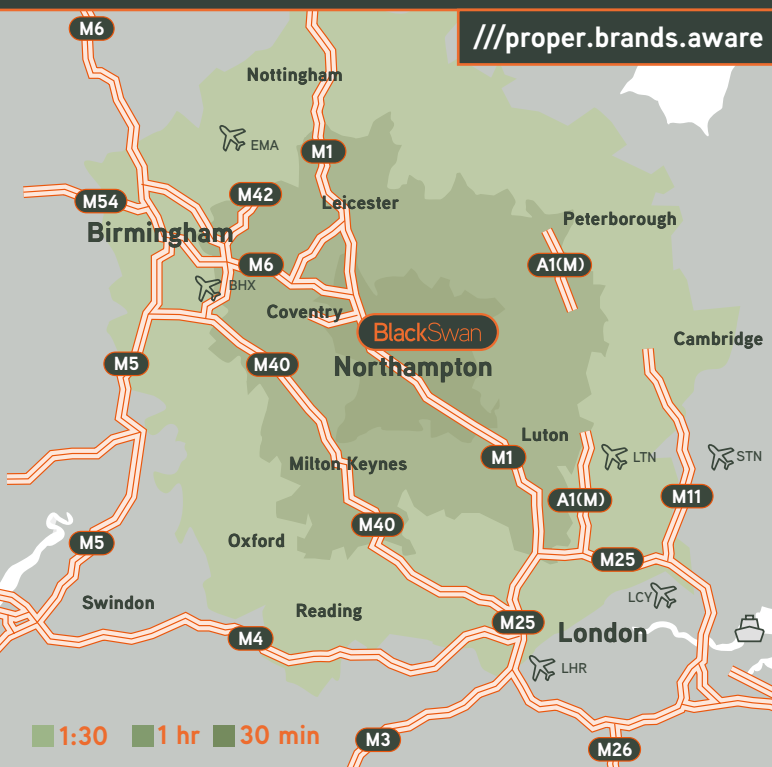 M6
///proper.brands.aware
Nottingham
EMA
M1
M42
Leicester
M54
Birmingham
Peterborough
M6
A1(M)
BHX
Coventry
BlackSwan
Cambridge
M5
M40
Northampton
Luton
Milton Keynes
M1
LTN
STN
A1(M)
M11
M40
Oxford
M5
M25
LCY
Swindon
Reading
M25
London
M4
LHR
1:30
1 hr
30 min
M3
M26